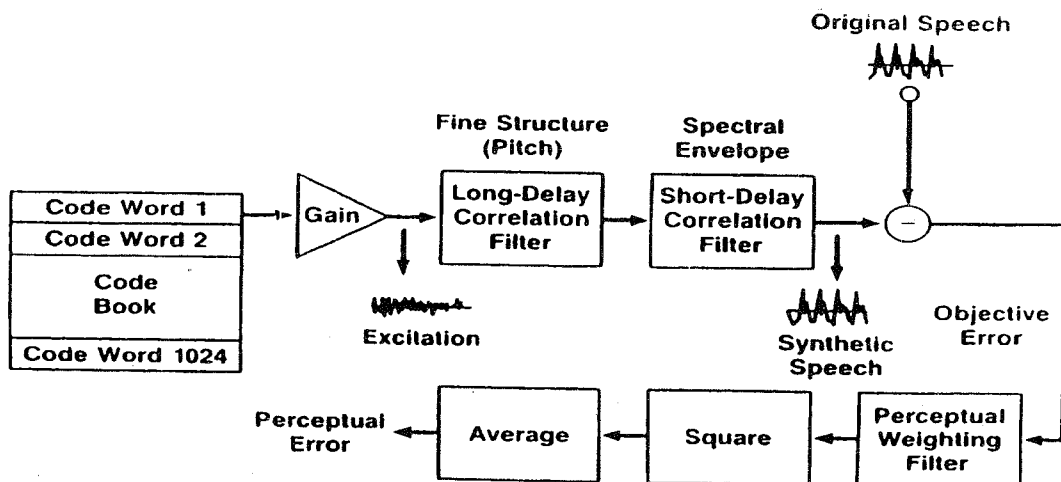 Original Speech
Fine Structure
(Pitch)
Spectral
Envelope
Code Word 1
Code Word 2
Code
Book
Code Word 1024
Gain
Long-Delay
Correlation
Filter
Short-Delay
Correlation
Filter
−
Excitation
Synthetic
Speech
Objective
Error
Perceptual
Error
Average
Square
Perceptual
Weighting
Filter